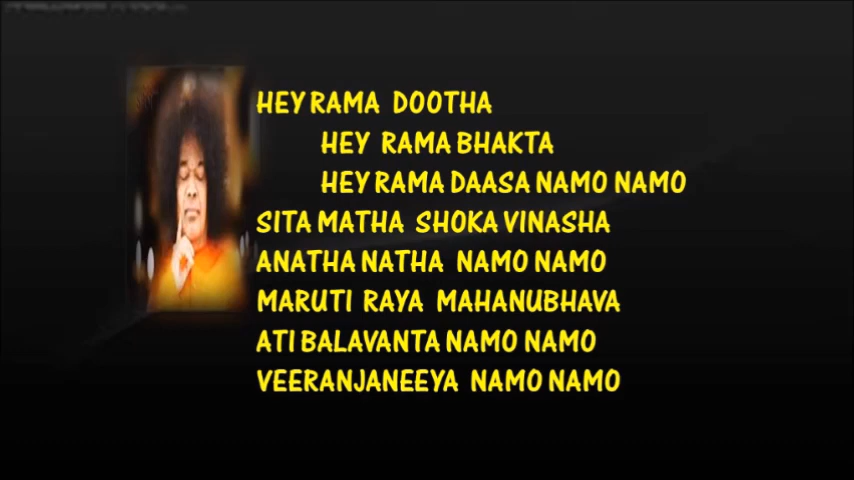 HEY RAMA DOOTHA
HEY RAMA BHAKTA
HEY RAMA DAASA NAMO NAMO
SITA MATHA SHOKA VINASHA
ANATHA NATHA NAMO NAMO
MARUTI RAYA MAHANUBHAVA
ATI BALAVANTA NAMO NAMO
VEERANJANEEYA NAMO NAMO